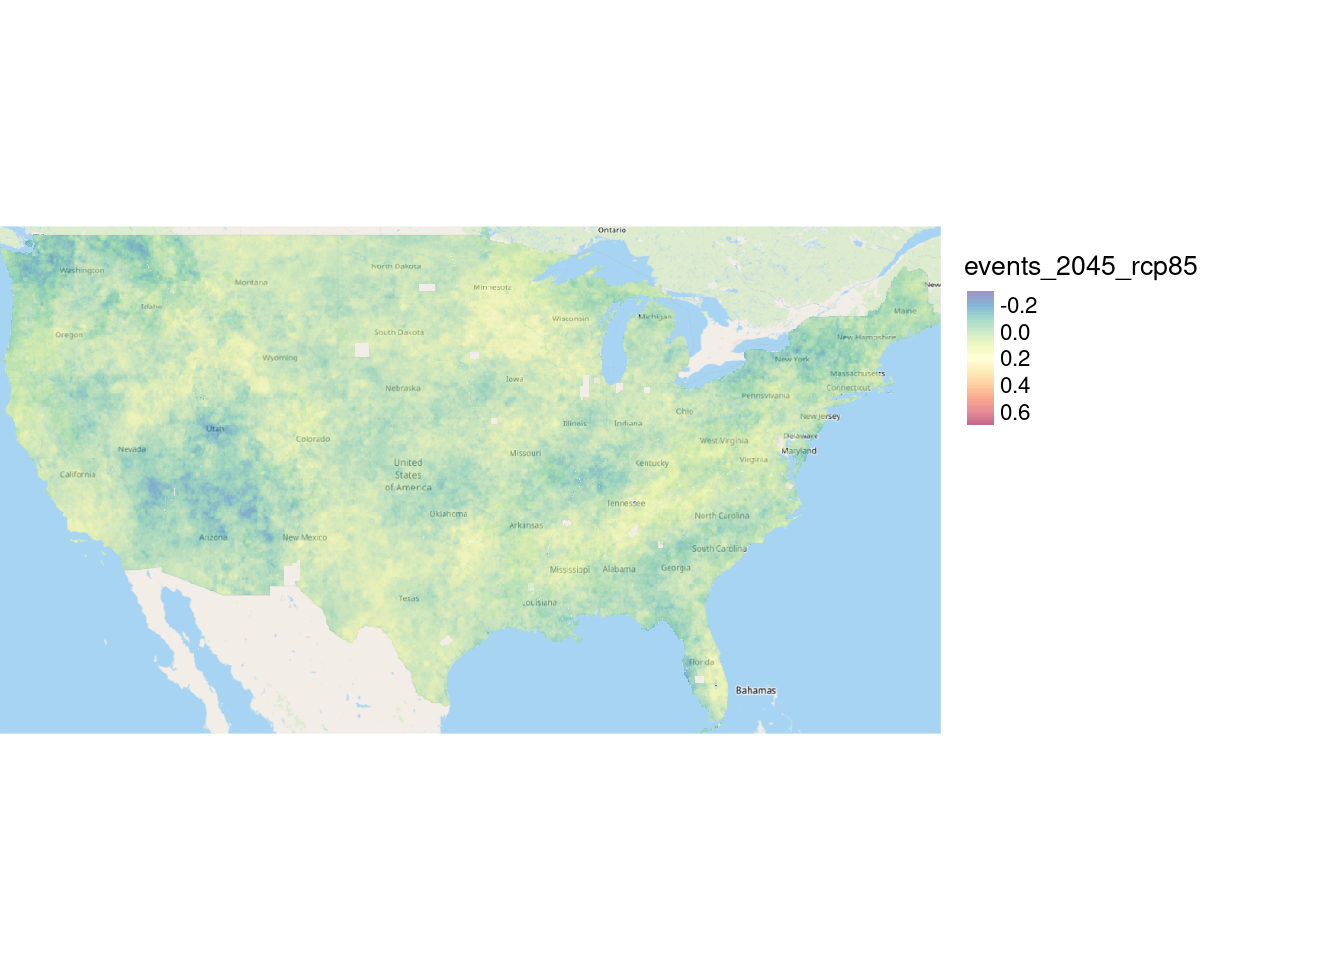 Ontario
events_2045_rcp85
Washington
North Dakota
Montana
Minnesota
New
-0.2
Idaho
Maine
Michigan
Wisconsin
0.0
Oregon
South Dakota
New Hampshire
Wyoming
New York
0.2
Massachusetts
Iowa
Nebraska
Connecticut
0.4
Pennsylvania
Ohio
New Jersey
0.6
Utah
Illinois
Indiana
Colorado
West Virginia
Delaware
Nevada
Missouri
Maryland
United
States
of America
Kentucky
Virginia
California
Tennessee
Oklahoma
North Carolina
Arkansas
Arizona
New Mexico
South Carolina
Mississippi
Alabama
Georgia
Texas
Louisiana
Florida
Bahamas